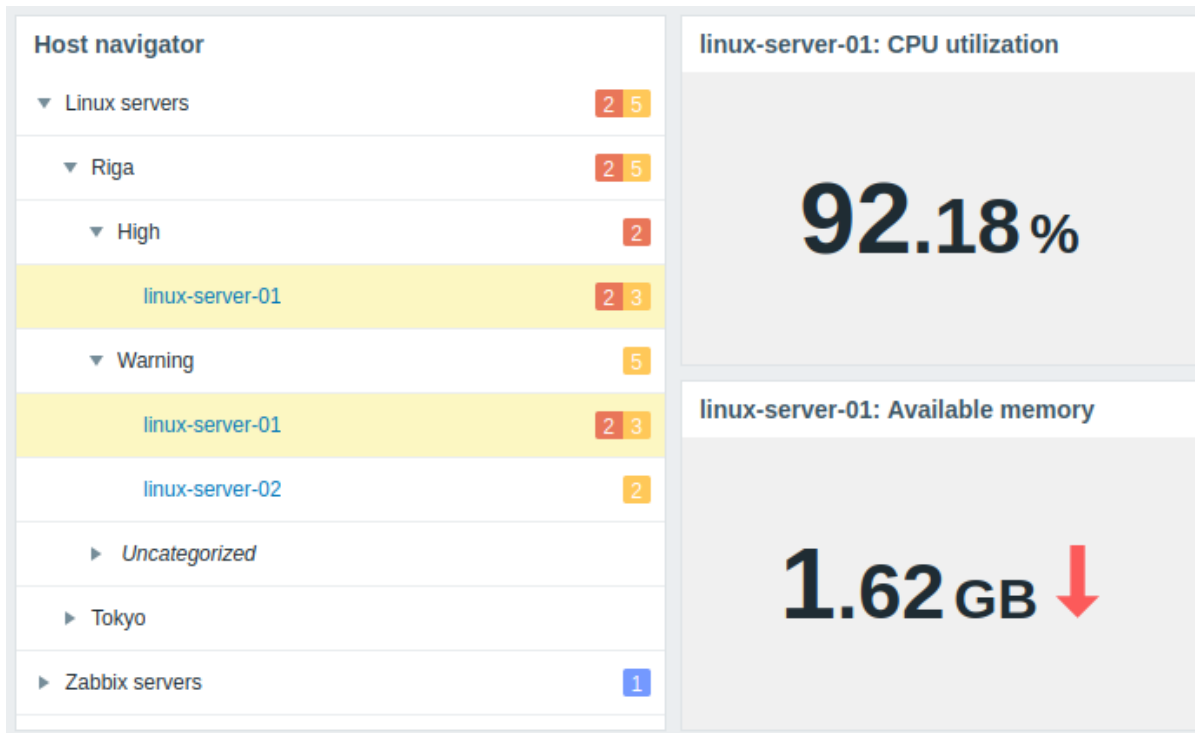 Host navigator
Linux servers 2 5
Riga 2 5
High 2
linux-server-01 2 3
Warning 5
linux-server-01 2 3
linux-server-02 2
Uncategorized
Tokyo
Zabbix servers 1
linux-server-01: CPU utilization
92.18 %
linux-server-01: Available memory
1.62 GB